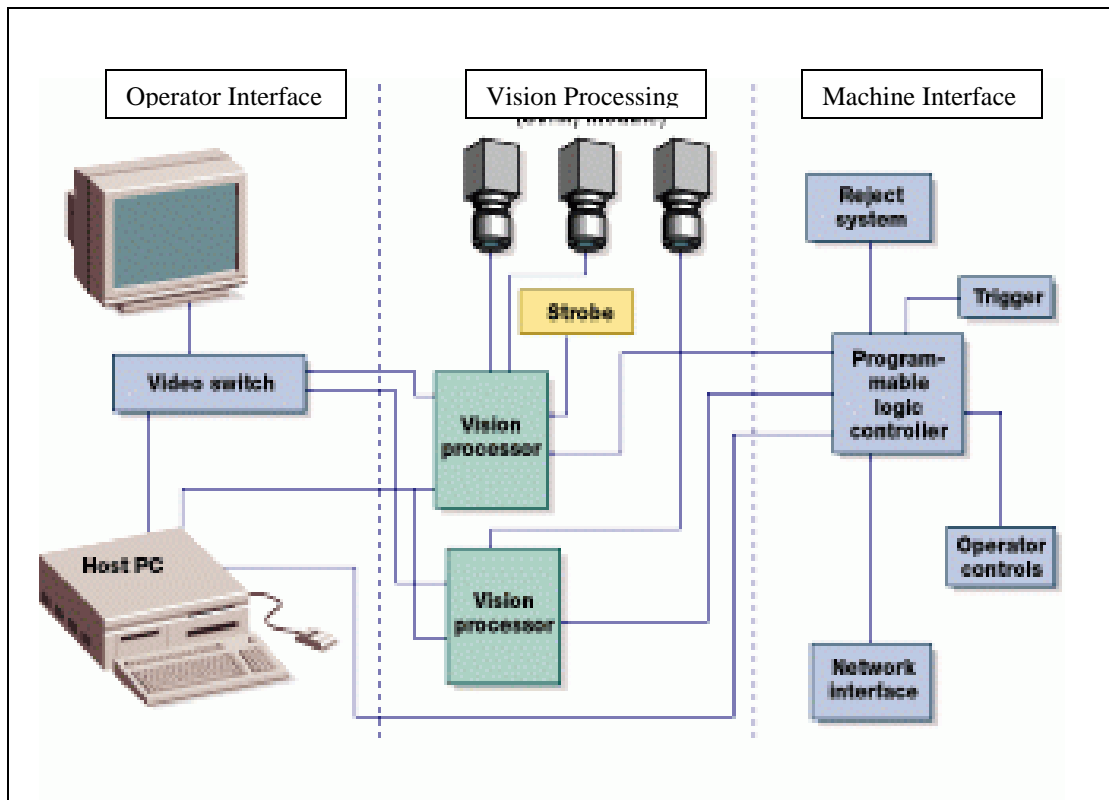 Operator Interface
Vision Processing
Machine Interface
Reject
system
Trigger
Strobe
Program-
mable
logic
controller
Video switch
Vision
processor
Host PC
Vision
processor
Operator
controls
Network
interface